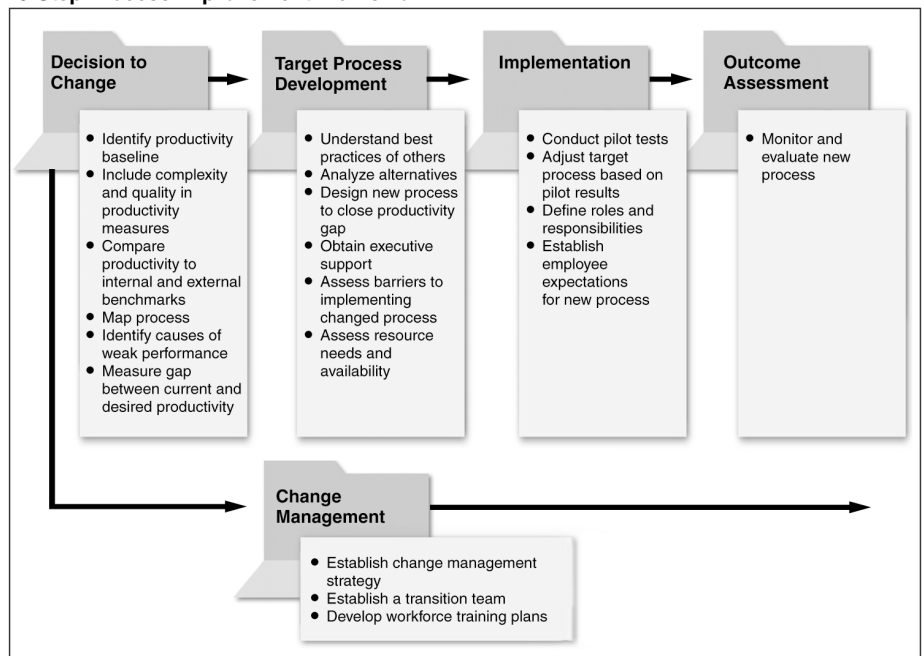 Decision to
Change
Target Process
Development
Implementation
Outcome
Assessment
● Identify productivity
baseline
● Include complexity
and quality in
productivity
measures
● Compare
productivity to
internal and external
benchmarks
● Map process
● Identify causes of
weak performance
● Measure gap
between current and
desired productivity
● Understand best
practices of others
● Analyze alternatives
● Design new process
to close productivity
gap
● Obtain executive
support
● Assess barriers to
implementing
changed process
● Assess resource
needs and
availability
● Conduct pilot tests
● Adjust target
process based on
pilot results
● Define roles and
responsibilities
● Establish
employee
expectations
for new process
● Monitor and
evaluate new
process
Change
Management
● Establish change management
strategy
● Establish a transition team
● Develop workforce training plans